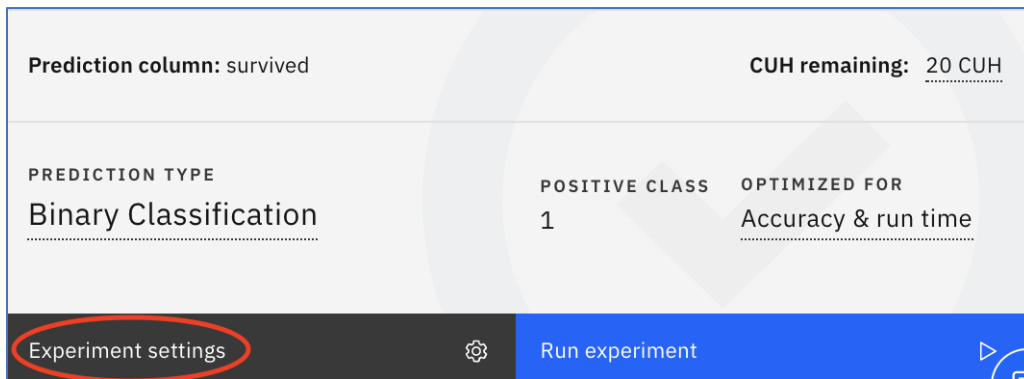 Prediction column: survived
CUH remaining: 20 CUH
PREDICTION TYPE
Binary Classification
POSITIVE CLASS
1
OPTIMIZED FOR
Accuracy & run time
Experiment settings
Run experiment